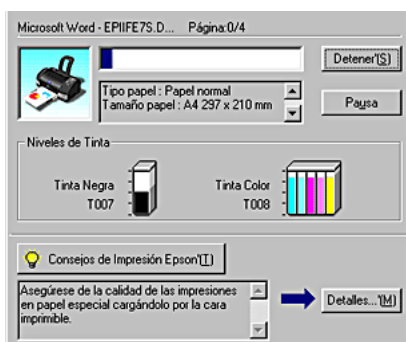 Microsoft Word - EPIIFE7S.D... Página:0/4
Detener'(S)
Tipo papel : Papel normal
Tamaño papel : A4 297 x 210 mm
Pausa
Niveles de Tinta
Tinta Negra
T007
Tinta Color
T008
Consejos de Impresión Epson'(T)
Asegúrese de la calidad de las impresiones
en papel especial cargándolo por la cara
imprimible.
Detalles...'(M)